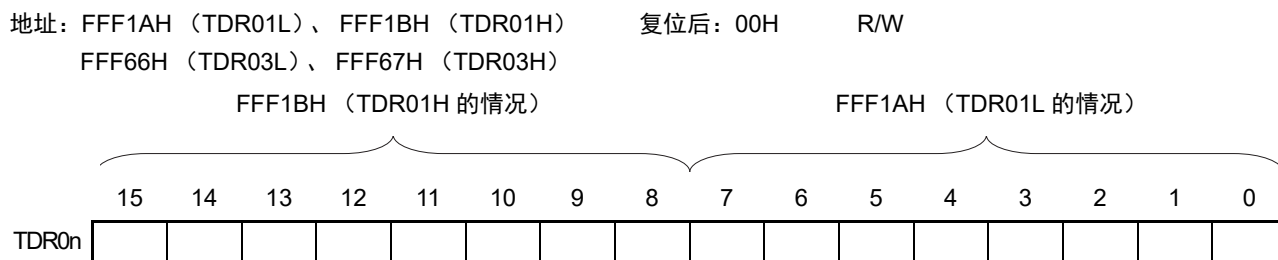 地址：FFF1AH （TDR01L）、 FFF1BH （TDR01H） 复位后：00H R/W
FFF66H （TDR03L）、 FFF67H （TDR03H）
FFF1BH （TDR01H 的情况） FFF1AH （TDR01L 的情况）
15 14 13 12 11 10 9 8 7 6 5 4 3 2 1 0
TDR0n